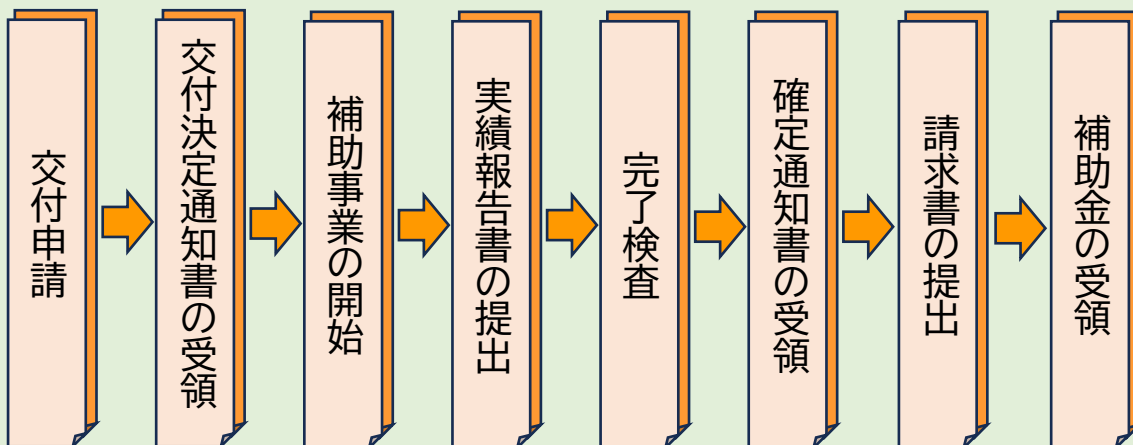 交付申請
交付決定通知書の受領
補助事業の開始
実績報告書の提出
完了検査
確定通知書の受領
請求書の提出
補助金の受領